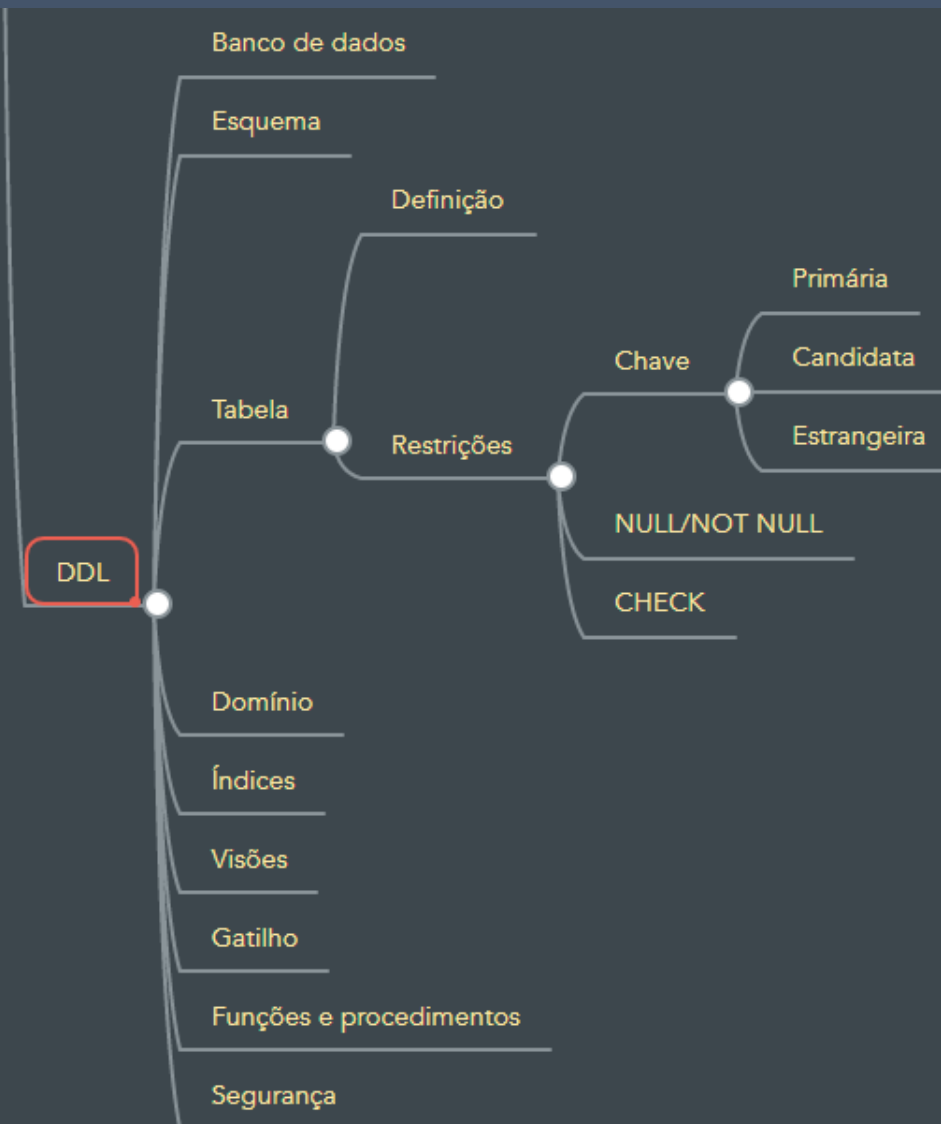 Banco de dados
Esquema
Definição
Primária
Chave
Candidata
Tabela
Estrangeira
Restrições
NULL/NOT NULL
DDL
CHECK
Domínio
Índices
Visões
Gatilho
Funções e procedimentos
Segurança